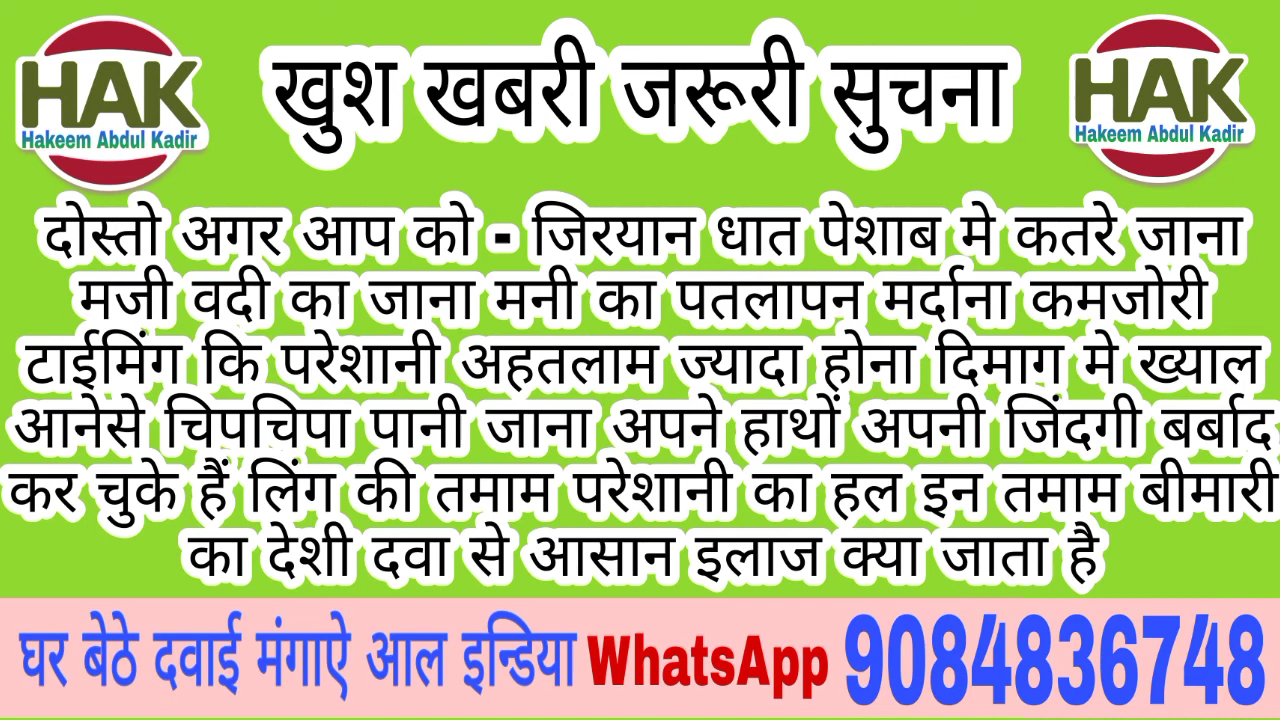 HAK
Hakeem Abdul Kadir
खुश खबरी जरूरी सुचना
HAK
Hakeem Abdul Kadir
दोस्तो अगर आप को - जिरयान धात पेशाब मे कतरे जाना
मजी वदी का जाना मनी का पतलापन मर्दाना कमजोरी
टाईमिंग कि परेशानी अहतलाम ज्यादा होना दिमाग मे ख्याल
आनेसे चिपचिपा पानी जाना अपने हाथों अपनी जिंदगी बर्बाद
कर चुके हैं लिंग की तमाम परेशानी का हल इन तमाम बीमारी
का देशी दवा से आसान इलाज क्या जाता है
घर बेठे दवाई मंगाऐ आल इन्डिया WhatsApp 9084836748